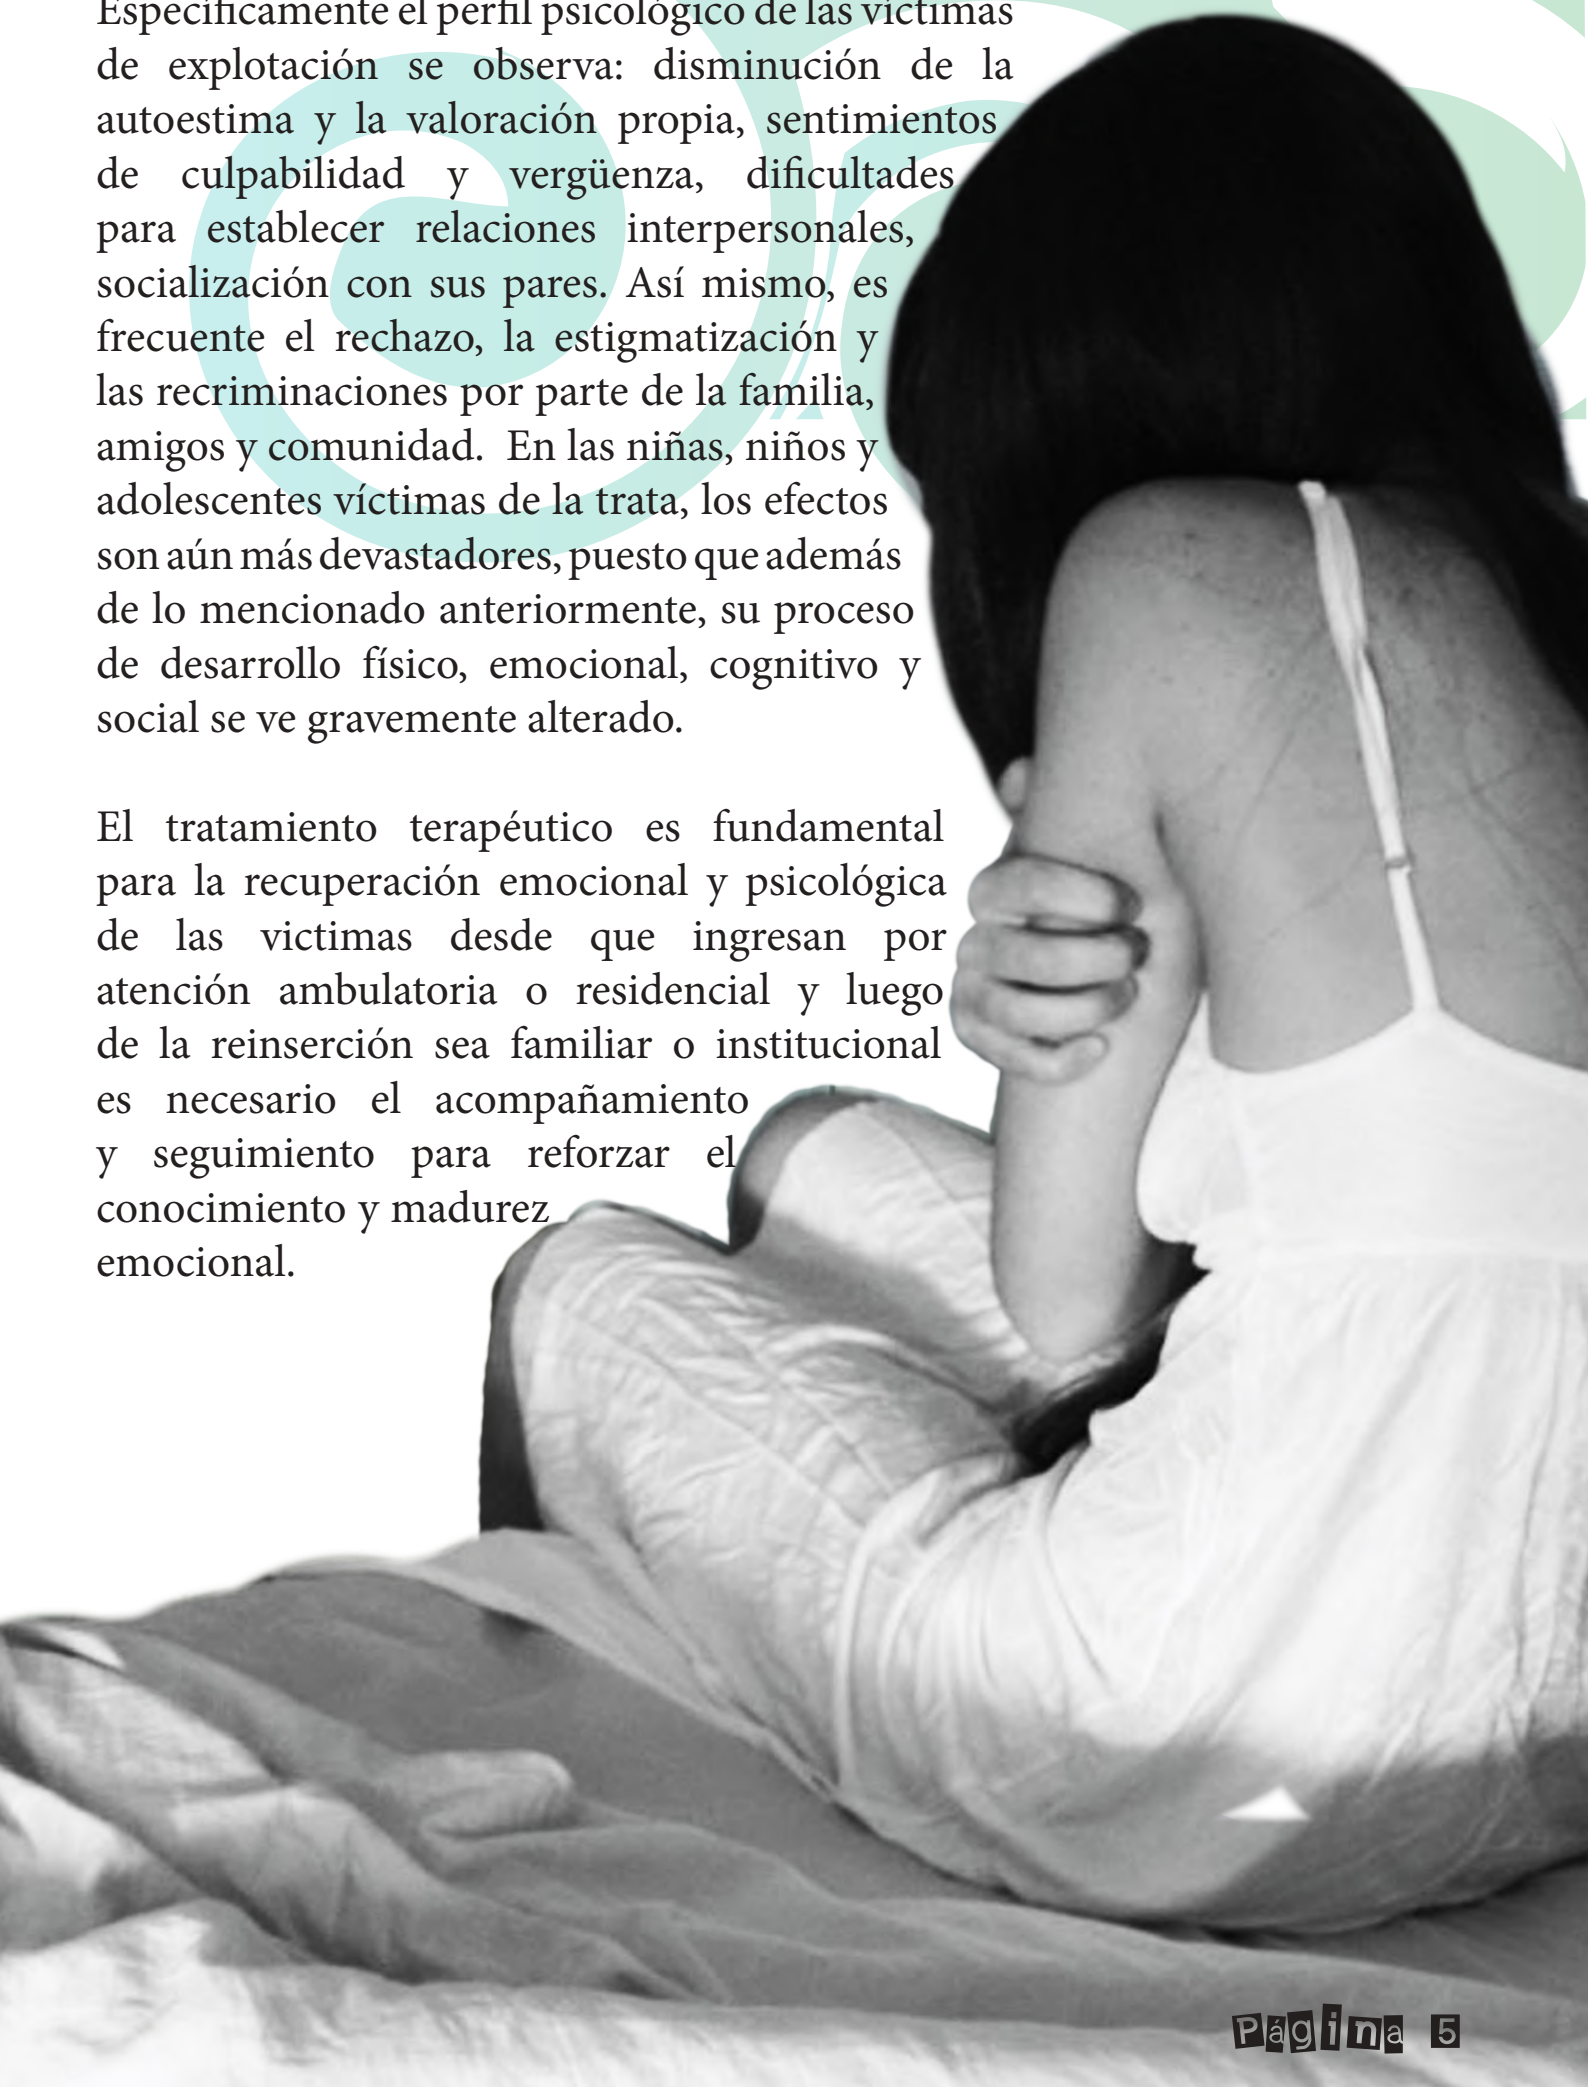 Específicamente el perfil psicológico de las víctimas
de explotación se observa: disminución de la
autoestima y la valoración propia, sentimientos
de culpabilidad y vergüenza, dificultades
para establecer relaciones interpersonales,
socialización con sus pares. Así mismo, es
frecuente el rechazo, la estigmatización y
las recriminaciones por parte de la familia,
amigos y comunidad. En las niñas, niños y
adolescentes víctimas de la trata, los efectos
son aún más devastadores, puesto que además
de lo mencionado anteriormente, su proceso
de desarrollo físico, emocional, cognitivo y
social se ve gravemente alterado.
El tratamiento terapéutico es fundamental
para la recuperación emocional y psicológica
de las victimas desde que ingresan por
atención ambulatoria o residencial y luego
de la reinserción sea familiar o institucional
es necesario el acompañamiento
y seguimiento para reforzar el
conocimiento y madurez
emocional.
Página 5